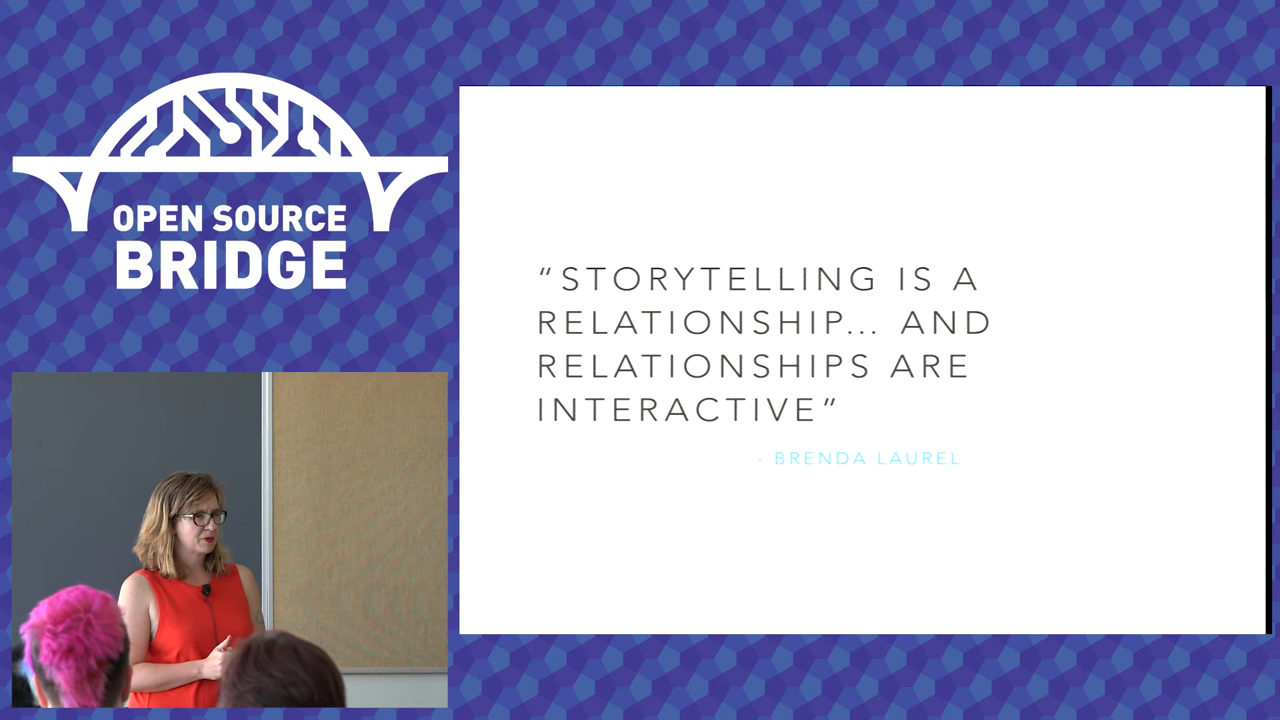 OPEN SOURCE
BRIDGE
“STORYTELLING IS A
RELATIONSHIP... AND
RELATIONSHIPS ARE
INTERACTIVE”
- BRENDA LAUREL